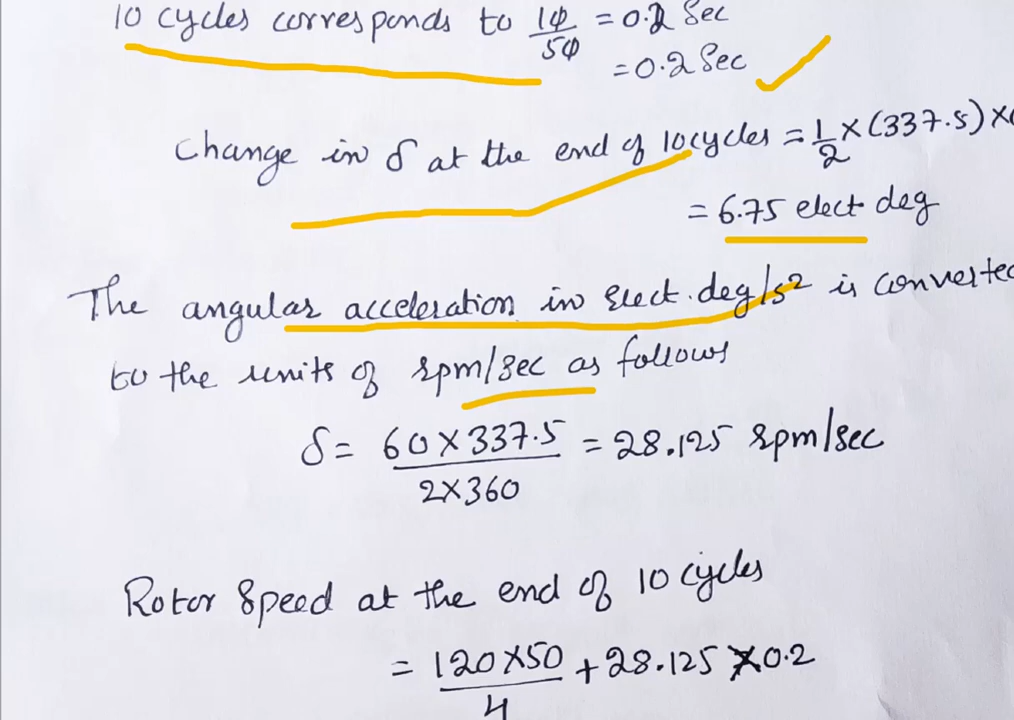 10 cycles corresponds to 10/50 = 0.2 Sec
= 0.2 Sec
Change in δ at the end of 10 cycles = 1/2 × (337.5) ×
= 6.75 elect deg
The angular acceleration in Elect. deg/s² is converted
to the units of rpm/sec as follows
δ = 60 × 337.5 / 2×360 = 28.125 rpm/sec
Rotor Speed at the end of 10 cycles
= 120×50 / 4 + 28.125 × 0.2